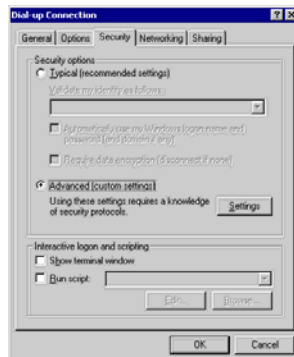 Dial-up Connection
General Options Security Networking Sharing
Security options
Typical (recommended settings)
Validate my identity as follows:
Automatically use my Windows logon name and
password (and domain if any)
Require data encryption (disconnect if none)
Advanced (custom settings)
Using these settings requires a knowledge
of security protocols.
Settings
Interactive logon and scripting
Show terminal window
Run script:
Edit... Browse...
OK Cancel